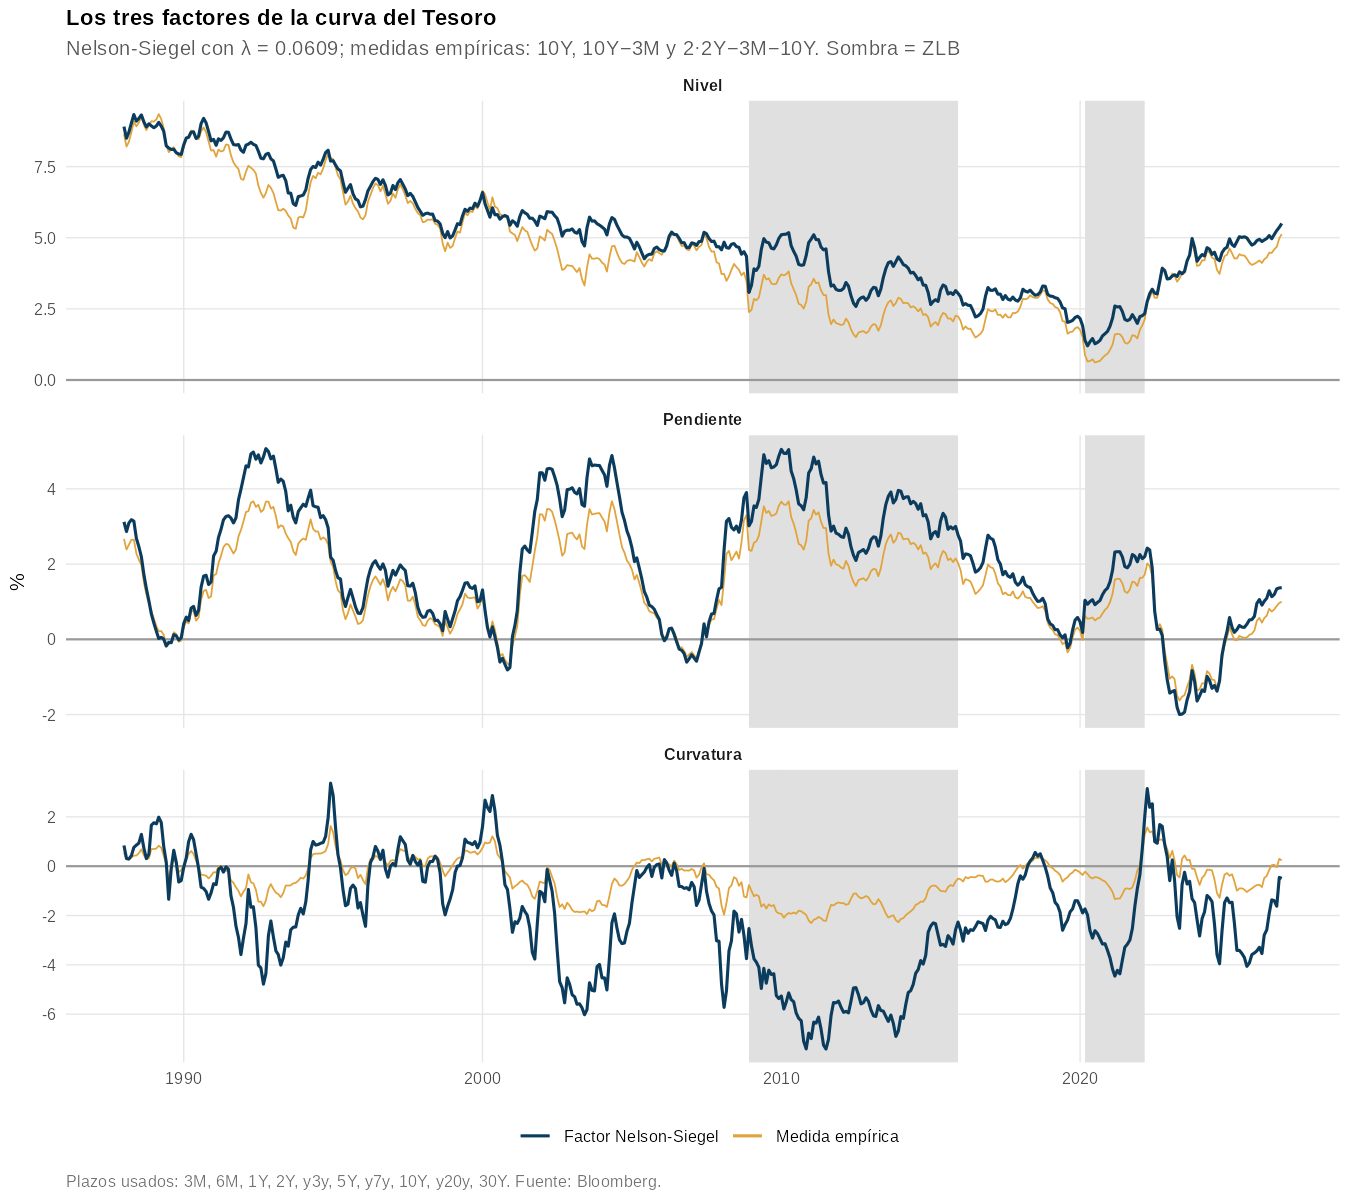 Los tres factores de la curva del Tesoro
Nelson-Siegel con λ = 0.0609; medidas empíricas: 10Y, 10Y−3M y 2·2Y−3M−10Y. Sombra = ZLB
Nivel
7.5
5.0
2.5
0.0
Pendiente
4
2
0
-2
%
Curvatura
2
0
-2
-4
-6
1990 2000 2010 2020
Factor Nelson-Siegel Medida empírica
Plazos usados: 3M, 6M, 1Y, 2Y, y3y, 5Y, y7y, 10Y, y20y, 30Y. Fuente: Bloomberg.